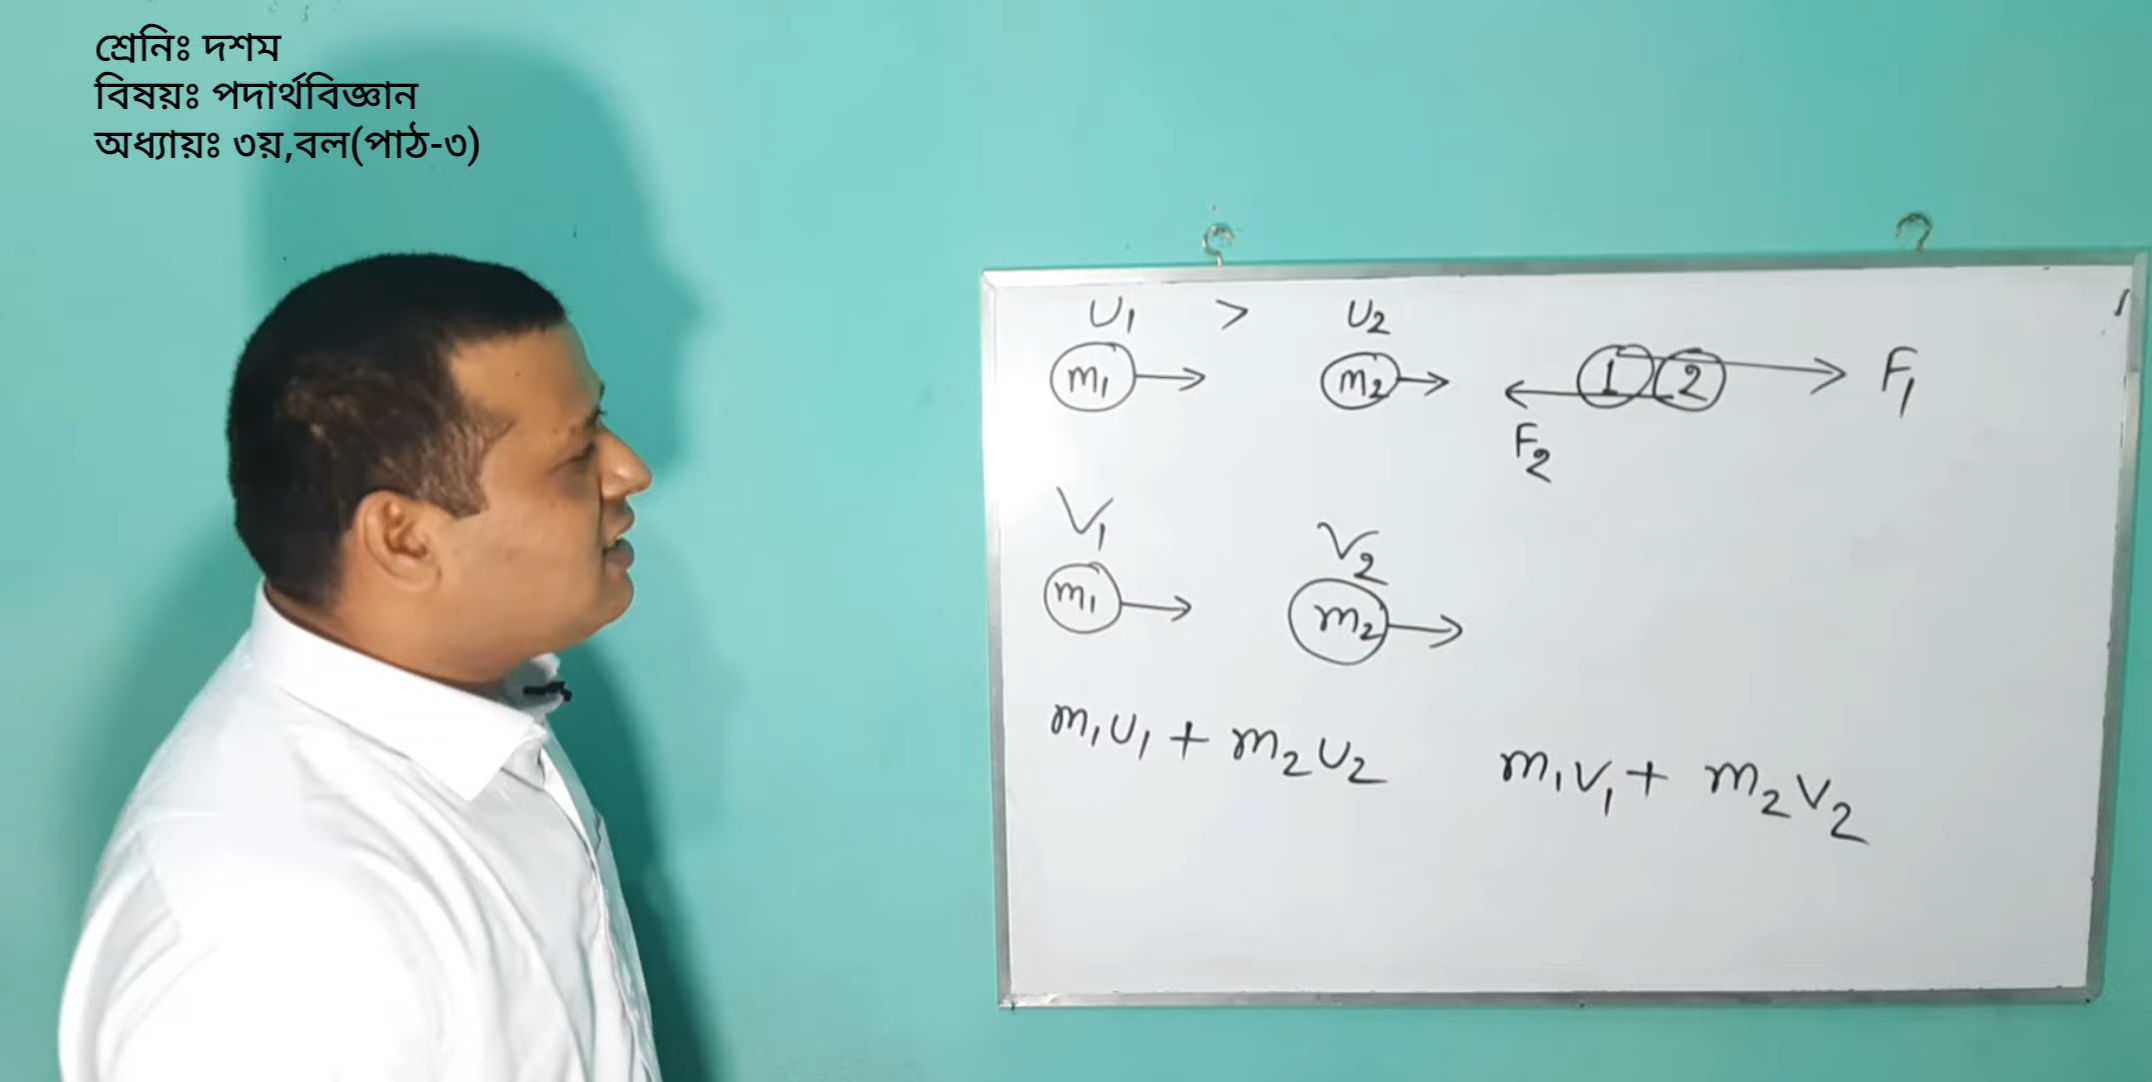 শ্রেনিঃ দশম
বিষয়ঃ পদার্থবিজ্ঞান
অধ্যায়ঃ ৩য়,বল(পাঠ-৩)
U₁ > U₂
m₁ m₂ 1 2 F₁
F₂
V₁ V₂
m₁ m₂
m₁U₁ + m₂U₂ m₁V₁ + m₂V₂